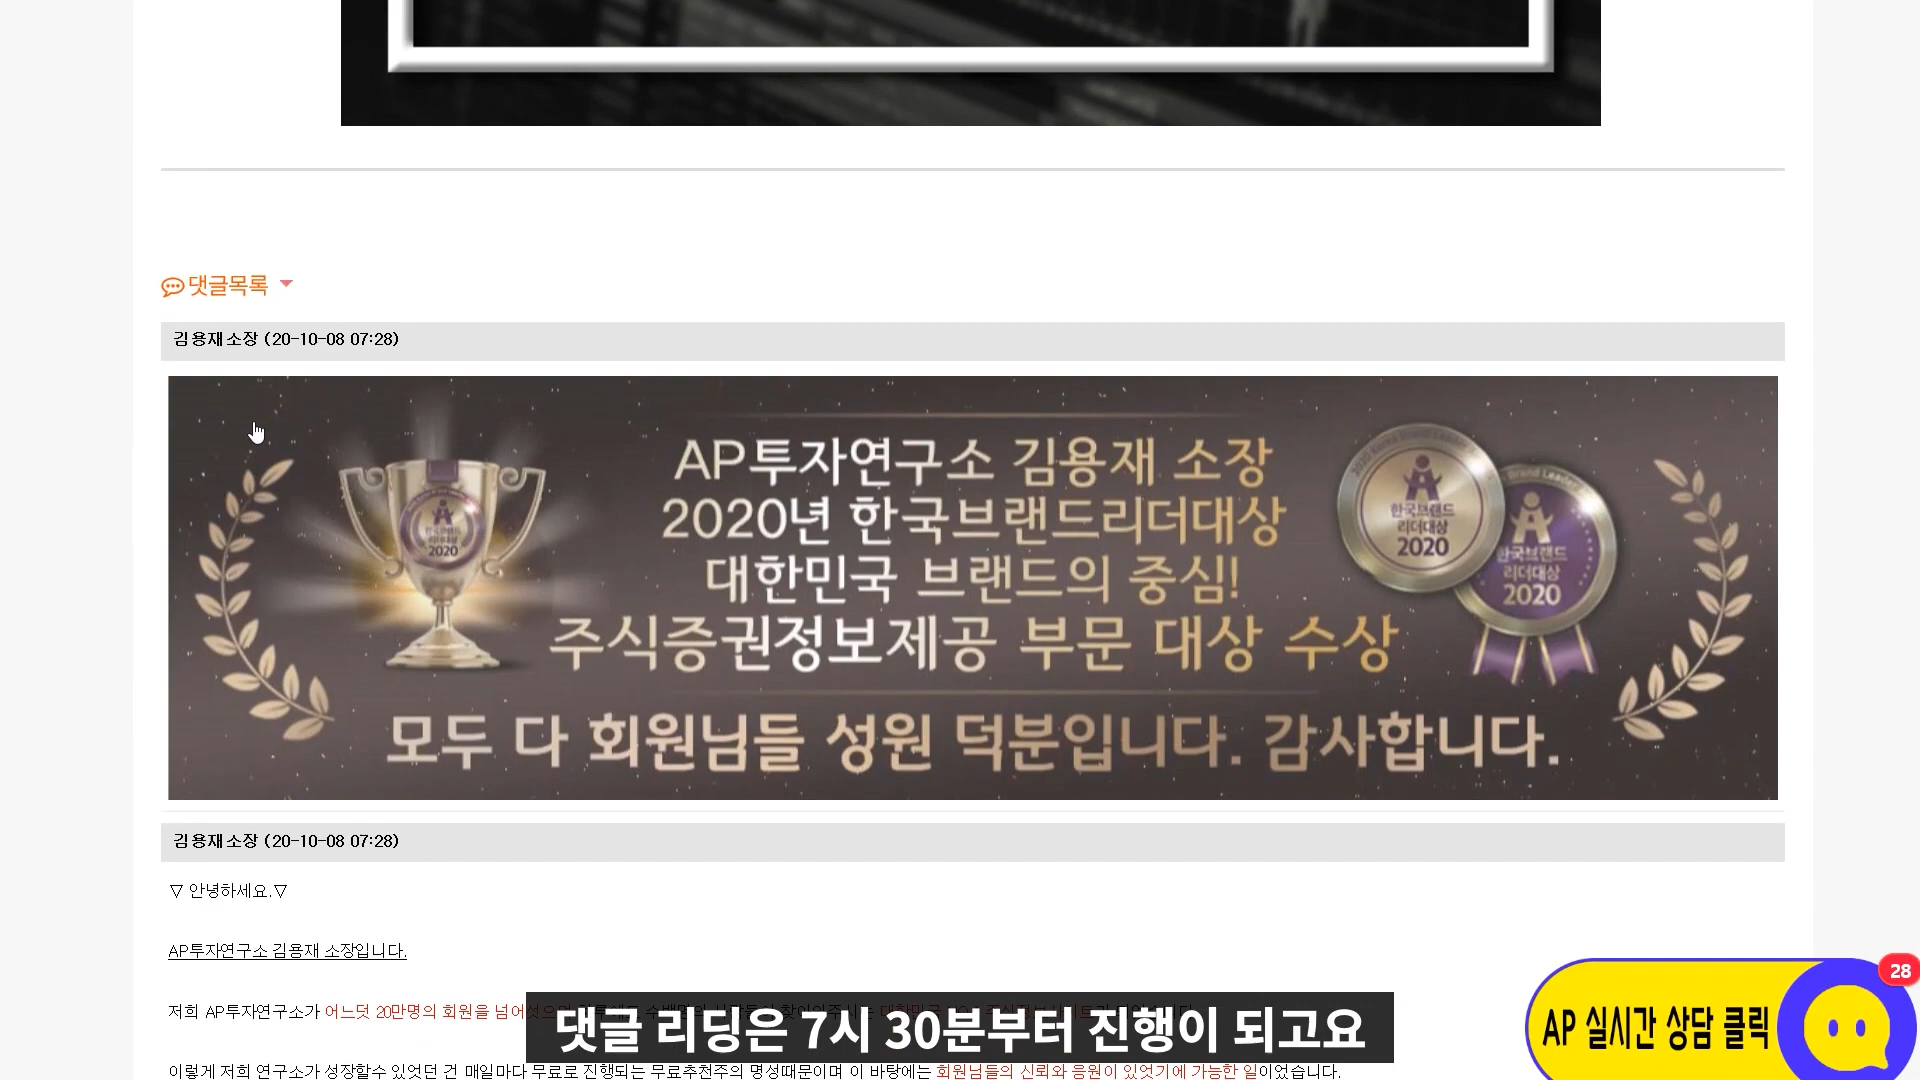 댓글목록
김용재소장 (20-10-08 07:28)
AP투자연구소 김용재 소장
2020년 한국브랜드리더대상
대한민국 브랜드의 중심!
주식증권정보제공 부문 대상 수상
모두 다 회원님들 성원 덕분입니다. 감사합니다.
한국브랜드
리더대상
2020
한국브랜드
리더대상
2020
한국브랜드
리더대상
2020
김용재소장 (20-10-08 07:28)
▽ 안녕하세요.▽
AP투자연구소 김용재 소장입니다.
저희 AP투자연구소가 어느덧 20만명의 회원을 넘어
댓글 리딩은 7시 30분부터 진행이 되고요
이렇게 저희 연구소가 성장할수 있었던 건 매일마다 무료로 진행되는 무료추천주의 명성때문이며 이 바탕에는 회원님들의 신뢰와 응원이 있엇기에 가능한 일이었습니다.
AP 실시간 상담 클릭
28